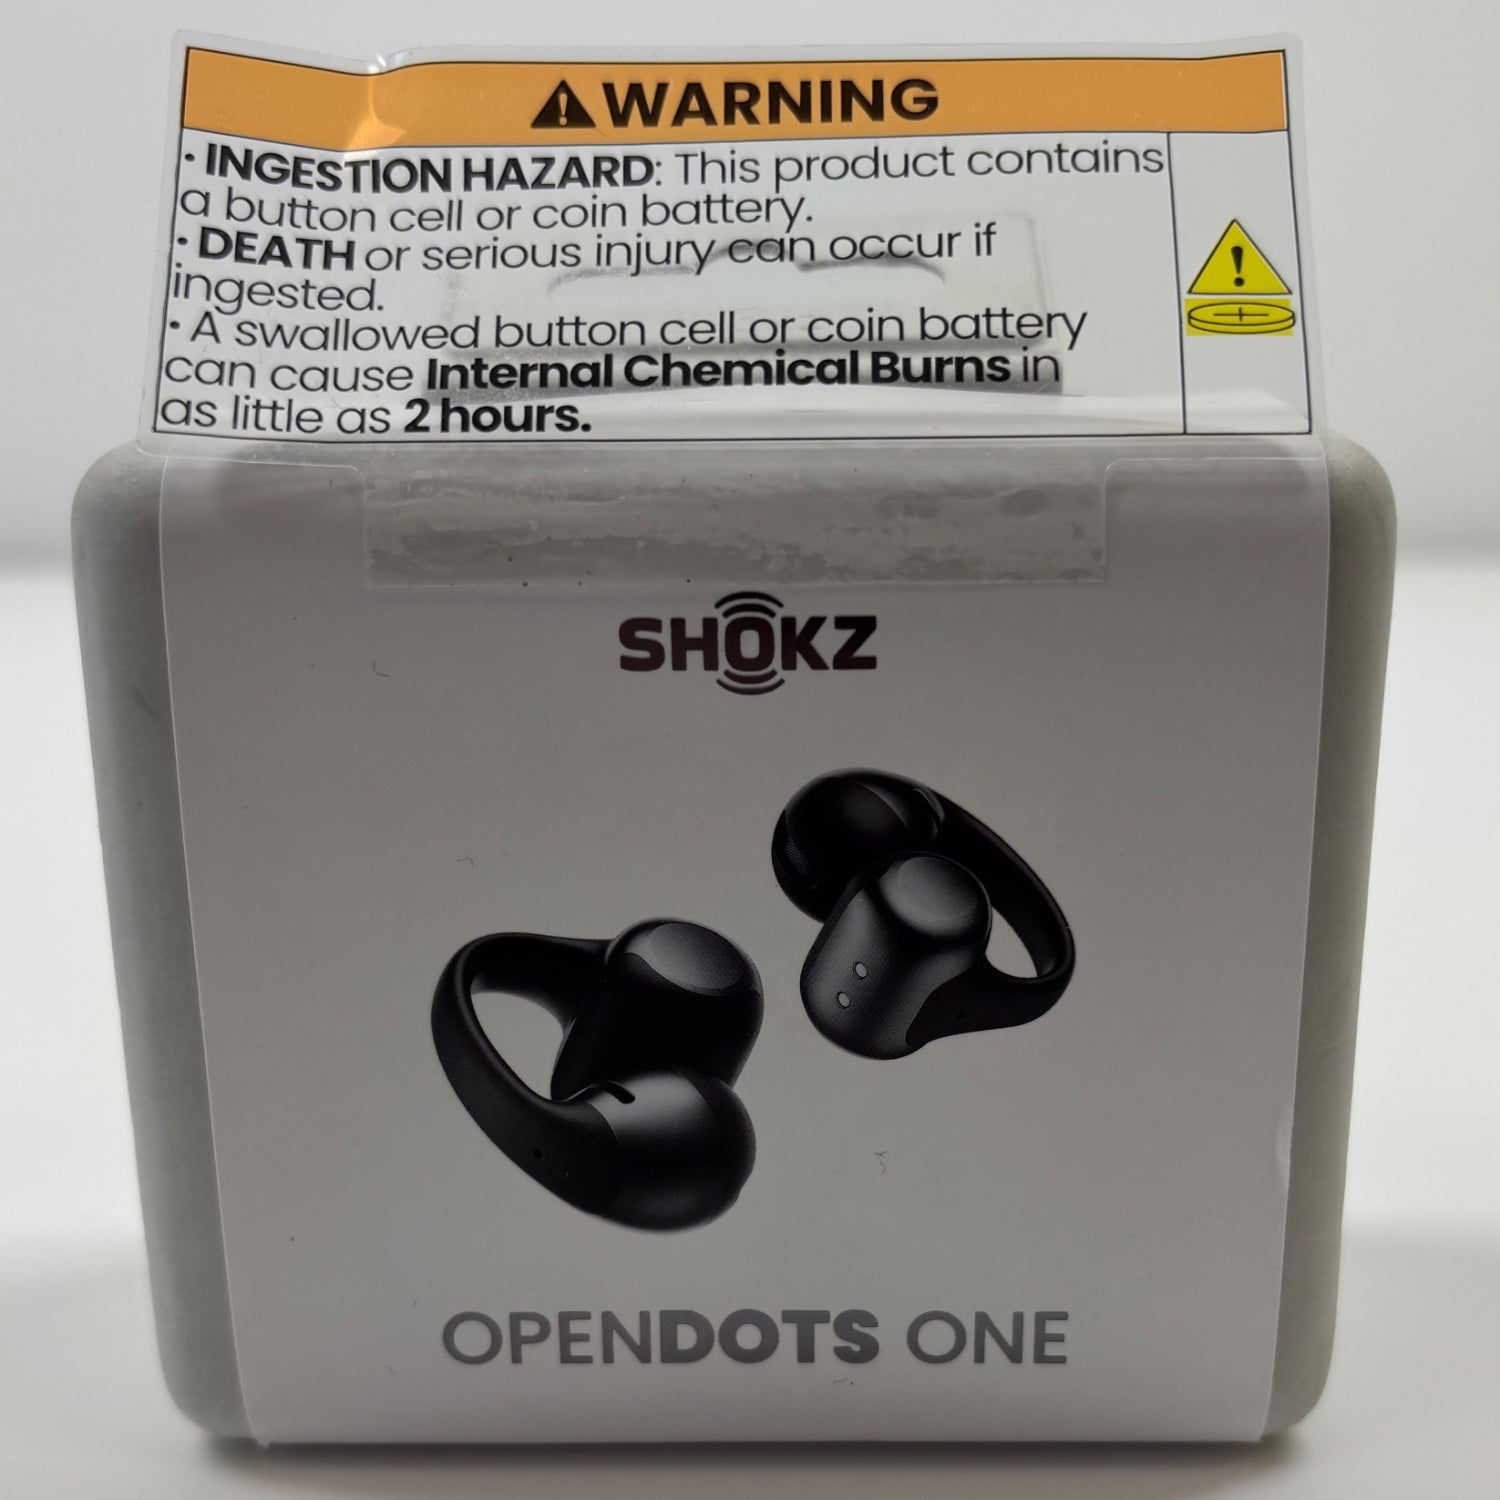 WARNING
· INGESTION HAZARD: This product contains
a button cell or coin battery.
· DEATH or serious injury can occur if
ingested.
· A swallowed button cell or coin battery
can cause Internal Chemical Burns in
as little as 2 hours.
SHOKZ
OPENDOTS ONE